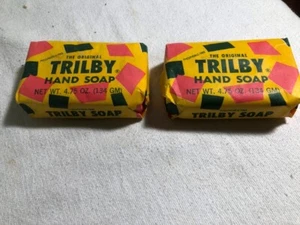 THE ORIGINAL
TRILBY®
HAND SOAP
NET WT. 4.75 OZ. (134 GM)
TRILBY SOAP
THE ORIGINAL
TRILBY®
HAND SOAP
NET WT. 4.75 OZ. (134 GM)
TRILBY SOAP